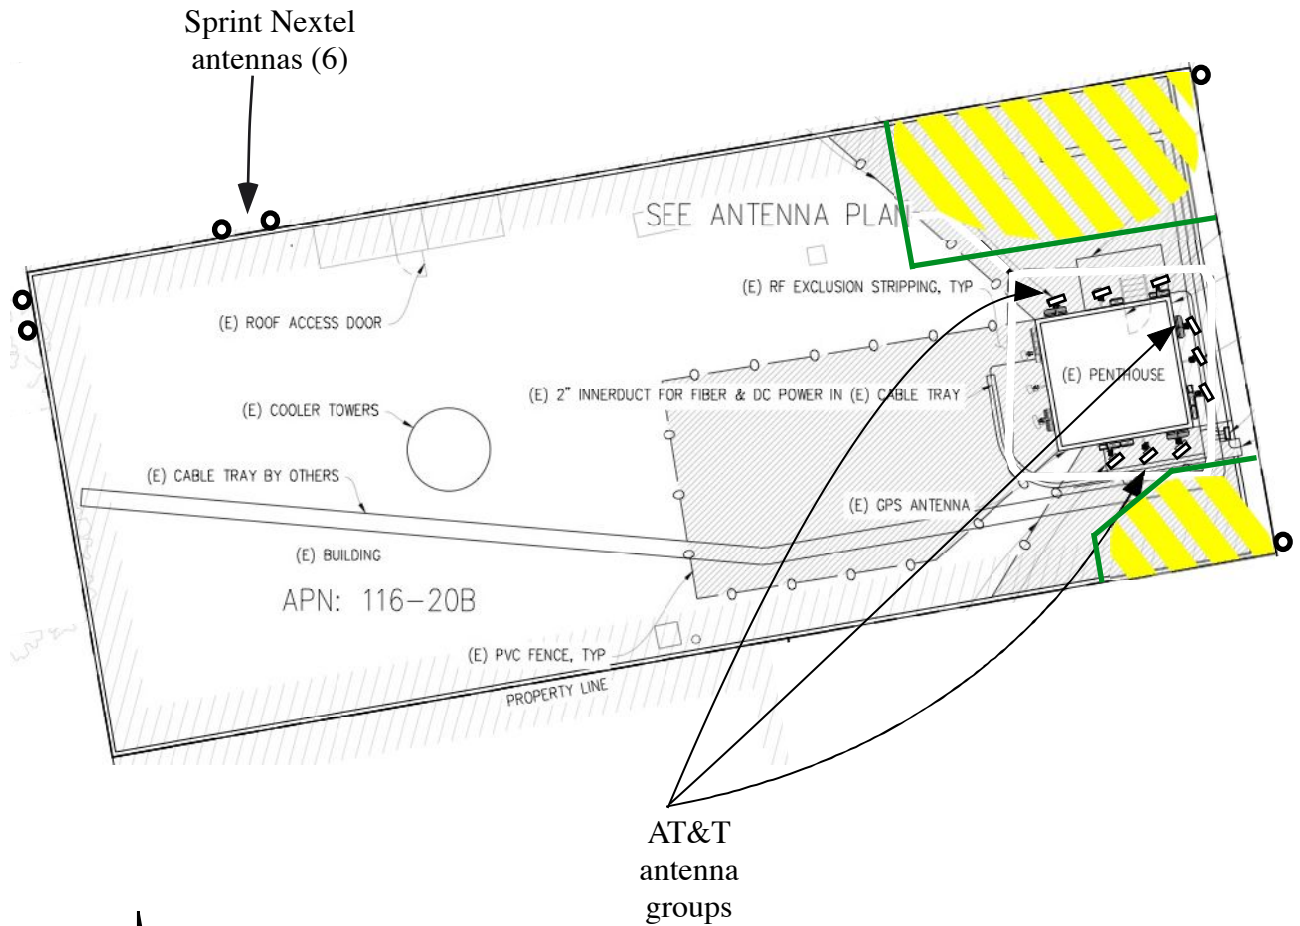 Sprint Nextel
antennas (6)
SEE ANTENNA PLAN
(E) RF EXCLUSION STRIPPING, TYP
(E) ROOF ACCESS DOOR
(E) PENTHOUSE
(E) 2" INNERDUCT FOR FIBER & DC POWER IN (E) CABLE TRAY
(E) COOLER TOWERS
(E) CABLE TRAY BY OTHERS
(E) GPS ANTENNA
(E) BUILDING
APN: 116-20B
(E) PVC FENCE, TYP
PROPERTY LINE
AT&T
antenna
groups